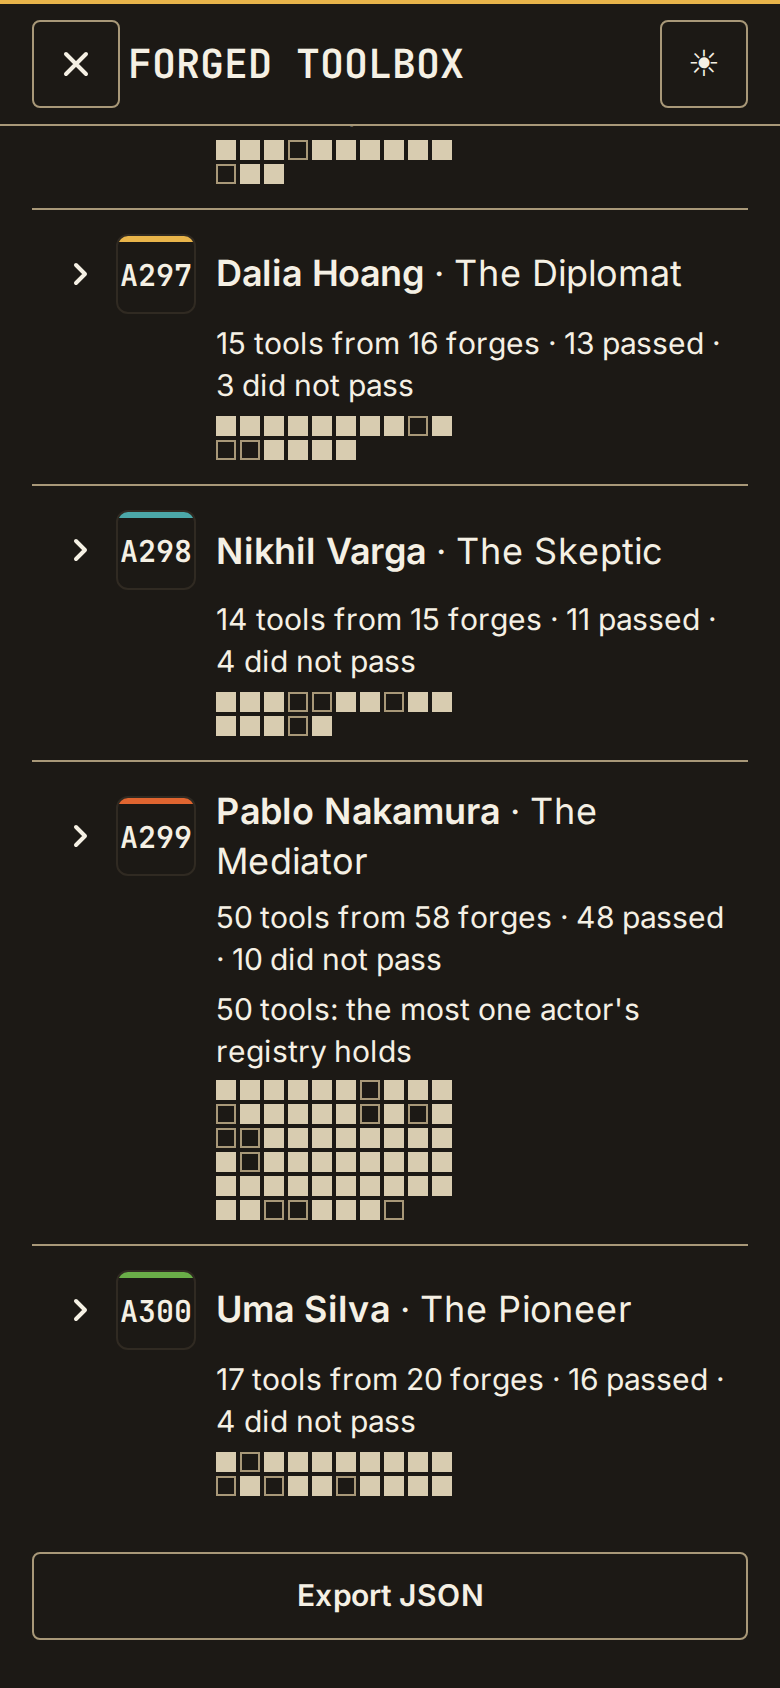 FORGED TOOLBOX
A297 Dalia Hoang · The Diplomat
15 tools from 16 forges · 13 passed ·
3 did not pass
A298 Nikhil Varga · The Skeptic
14 tools from 15 forges · 11 passed ·
4 did not pass
A299 Pablo Nakamura · The
Mediator
50 tools from 58 forges · 48 passed
· 10 did not pass
50 tools: the most one actor's
registry holds
A300 Uma Silva · The Pioneer
17 tools from 20 forges · 16 passed ·
4 did not pass
Export JSON